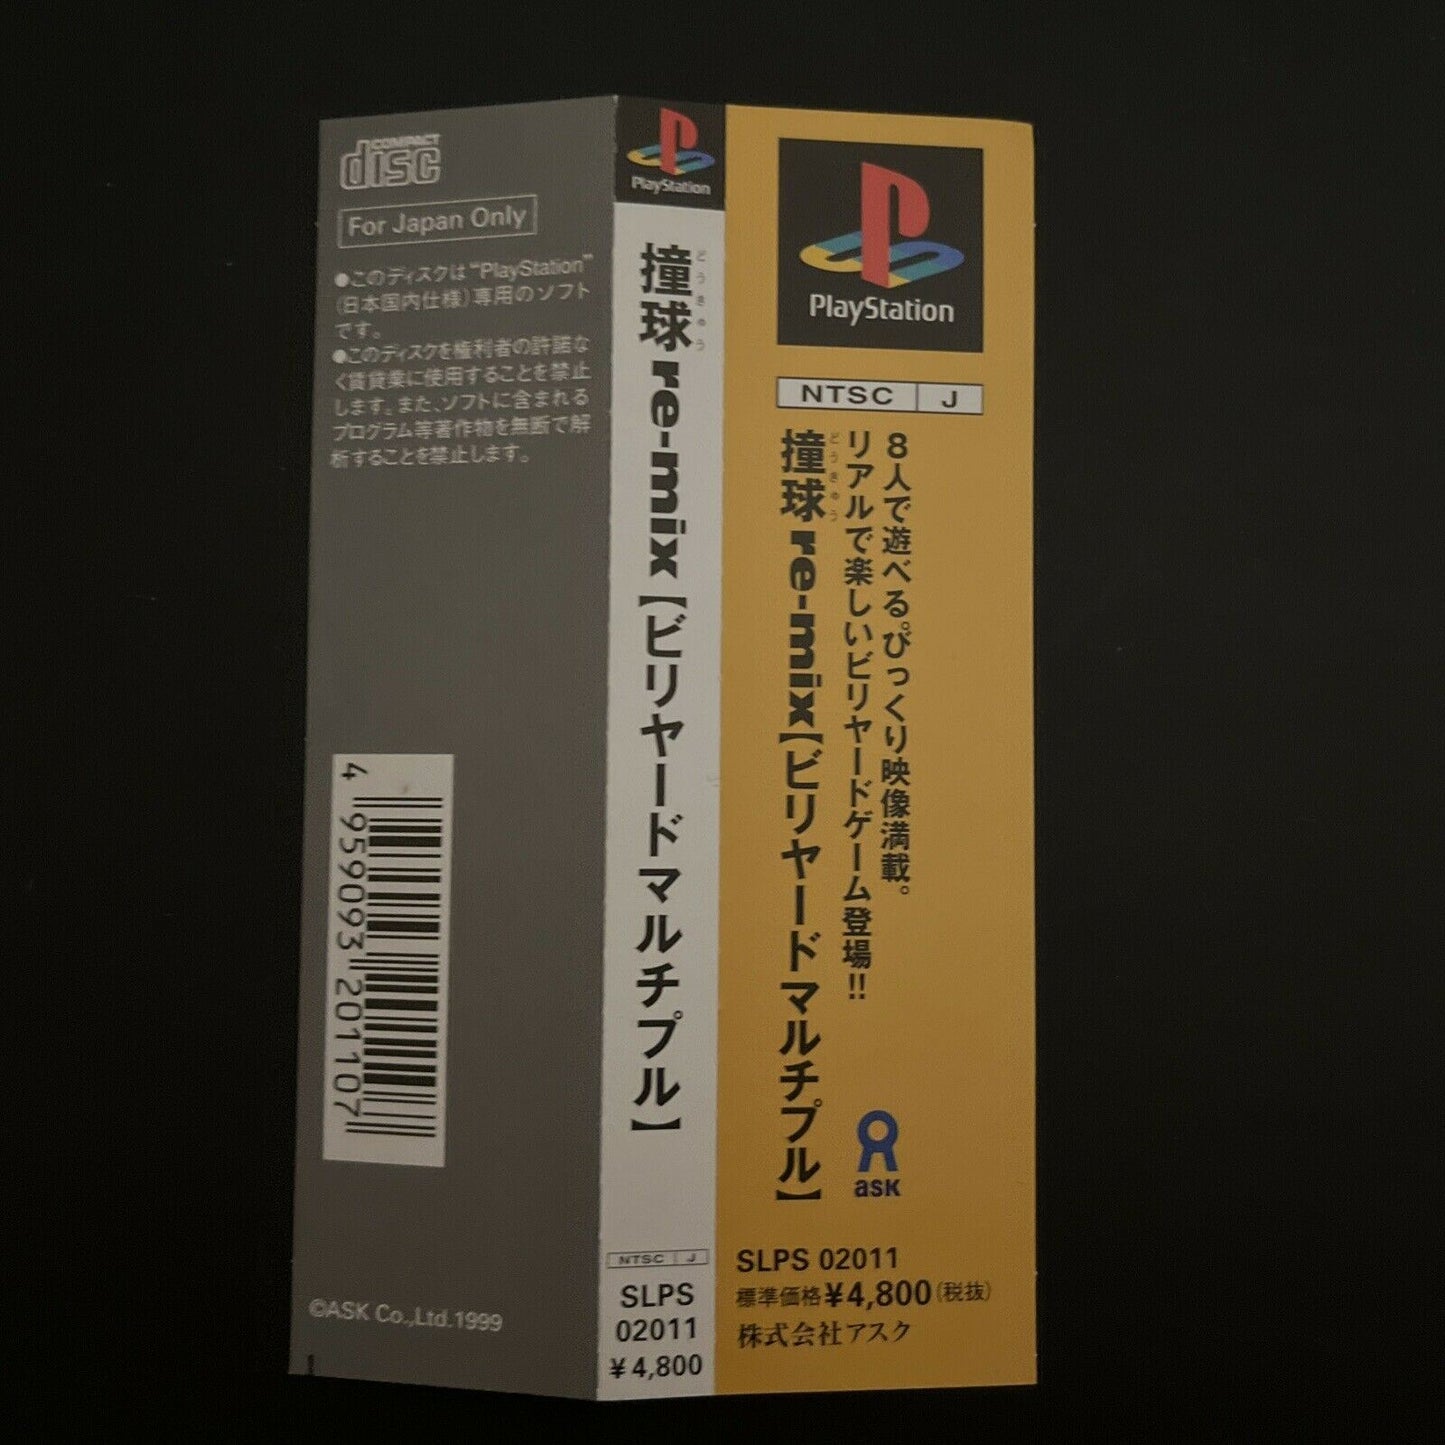 COMPACT
disc
For Japan Only
●このディスクは“PlayStation”
(日本国内仕様)専用のソフト
です。
●このディスクを権利者の許諾な
く賃貸業に使用することを禁止
します。また、ソフトに含まれる
プログラム等著作物を無断で解
析することを禁止します。
4 959093 201107
©ASK Co.,Ltd.1999
1
PlayStation
どうきゅう
撞球re-mix【ビリヤードマルチプル】
NTSC J
SLPS
02011
¥4,800
PlayStation
NTSC J
8人で遊べる。びっくり映像満載。
リアルで楽しいビリヤードゲーム登場!!
どうきゅう
撞球re-mix【ビリヤードマルチプル】
ask
SLPS 02011
標準価格¥4,800(税抜)
株式会社アスク